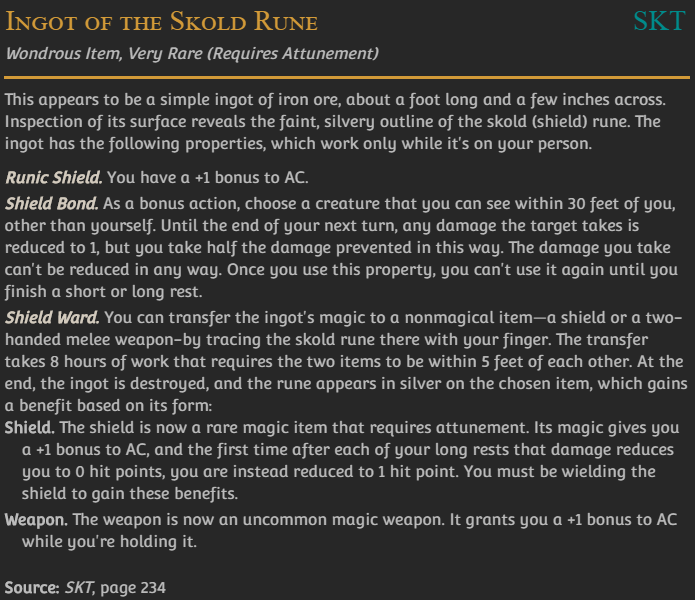 Ingot of the Skold Rune SKT
Wondrous Item, Very Rare (Requires Attunement)
This appears to be a simple ingot of iron ore, about a foot long and a few inches across.
Inspection of its surface reveals the faint, silvery outline of the skold (shield) rune. The
ingot has the following properties, which work only while it's on your person.
Runic Shield. You have a +1 bonus to AC.
Shield Bond. As a bonus action, choose a creature that you can see within 30 feet of you,
other than yourself. Until the end of your next turn, any damage the target takes is
reduced to 1, but you take half the damage prevented in this way. The damage you take
can't be reduced in any way. Once you use this property, you can't use it again until you
finish a short or long rest.
Shield Ward. You can transfer the ingot's magic to a nonmagical item—a shield or a two-
handed melee weapon–by tracing the skold rune there with your finger. The transfer
takes 8 hours of work that requires the two items to be within 5 feet of each other. At the
end, the ingot is destroyed, and the rune appears in silver on the chosen item, which gains
a benefit based on its form:
Shield. The shield is now a rare magic item that requires attunement. Its magic gives you
a +1 bonus to AC, and the first time after each of your long rests that damage reduces
you to 0 hit points, you are instead reduced to 1 hit point. You must be wielding the
shield to gain these benefits.
Weapon. The weapon is now an uncommon magic weapon. It grants you a +1 bonus to AC
while you're holding it.
Source: SKT, page 234